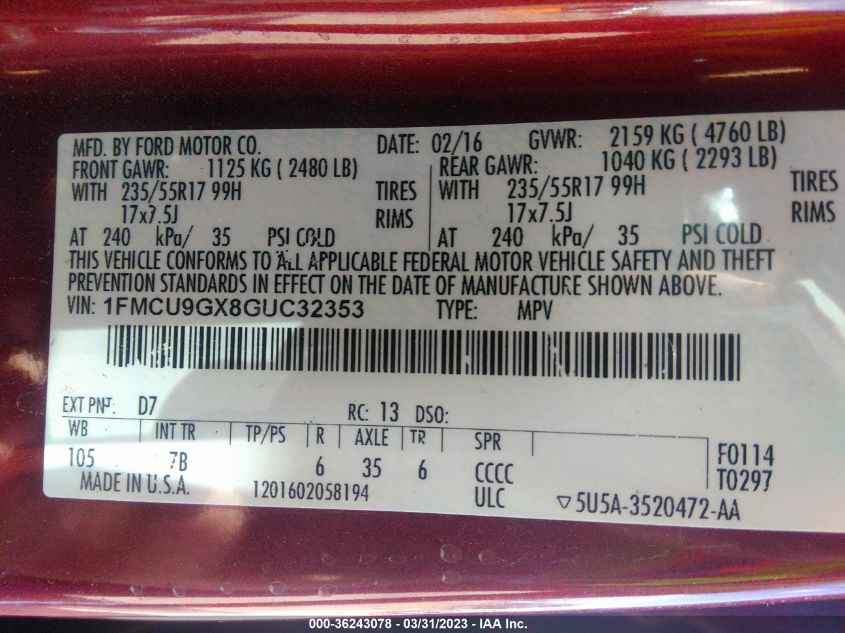 MFD. BY FORD MOTOR CO. DATE: 02/16 GVWR: 2159 KG ( 4760 LB)
FRONT GAWR: 1125 KG ( 2480 LB) REAR GAWR: 1040 KG ( 2293 LB)
WITH 235/55R17 99H TIRES WITH 235/55R17 99H TIRES
17x7.5J RIMS 17x7.5J RIMS
AT 240 kPa/ 35 PSI COLD AT 240 kPa/ 35 PSI COLD
THIS VEHICLE CONFORMS TO ALL APPLICABLE FEDERAL MOTOR VEHICLE SAFETY AND THEFT
PREVENTION STANDARDS IN EFFECT ON THE DATE OF MANUFACTURE SHOWN ABOVE.
VIN: 1FMCU9GX8GUC32353 TYPE: MPV
EXT PNT: D7 RC: 13 DSO:
WB INT TR TP/PS R AXLE TR SPR F0114
105 7B 6 35 6 CCCC T0297
MADE IN U.S.A. 1201602058194 ULC ▽5U5A-3520472-AA
000-36243078 - 03/31/2023 - IAA Inc.